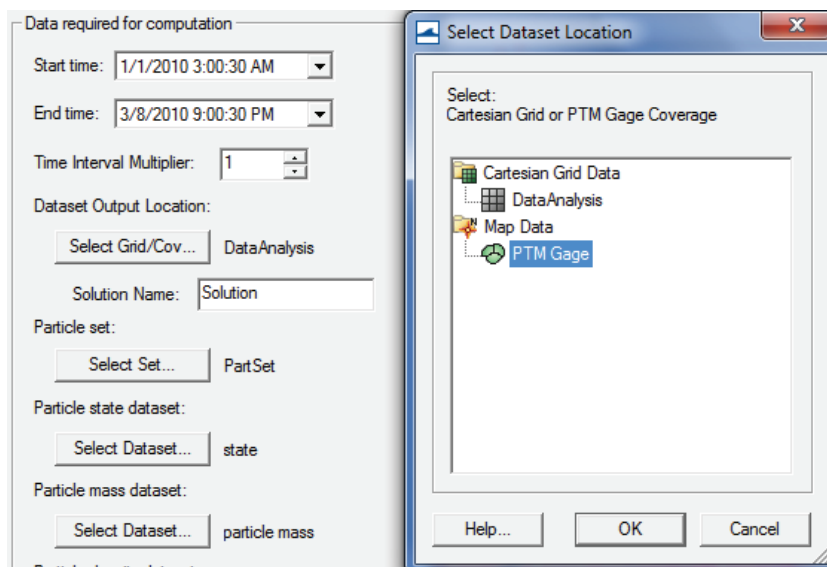 Data required for computation
Start time: 1/1/2010 3:00:30 AM
End time: 3/8/2010 9:00:30 PM
Time Interval Multiplier: 1
Dataset Output Location:
Select Grid/Cov... DataAnalysis
Solution Name: Solution
Particle set:
Select Set... PartSet
Particle state dataset:
Select Dataset... state
Particle mass dataset:
Select Dataset... particle mass
Select Dataset Location
Select:
Cartesian Grid or PTM Gage Coverage
Cartesian Grid Data
DataAnalysis
Map Data
PTM Gage
Help... OK Cancel